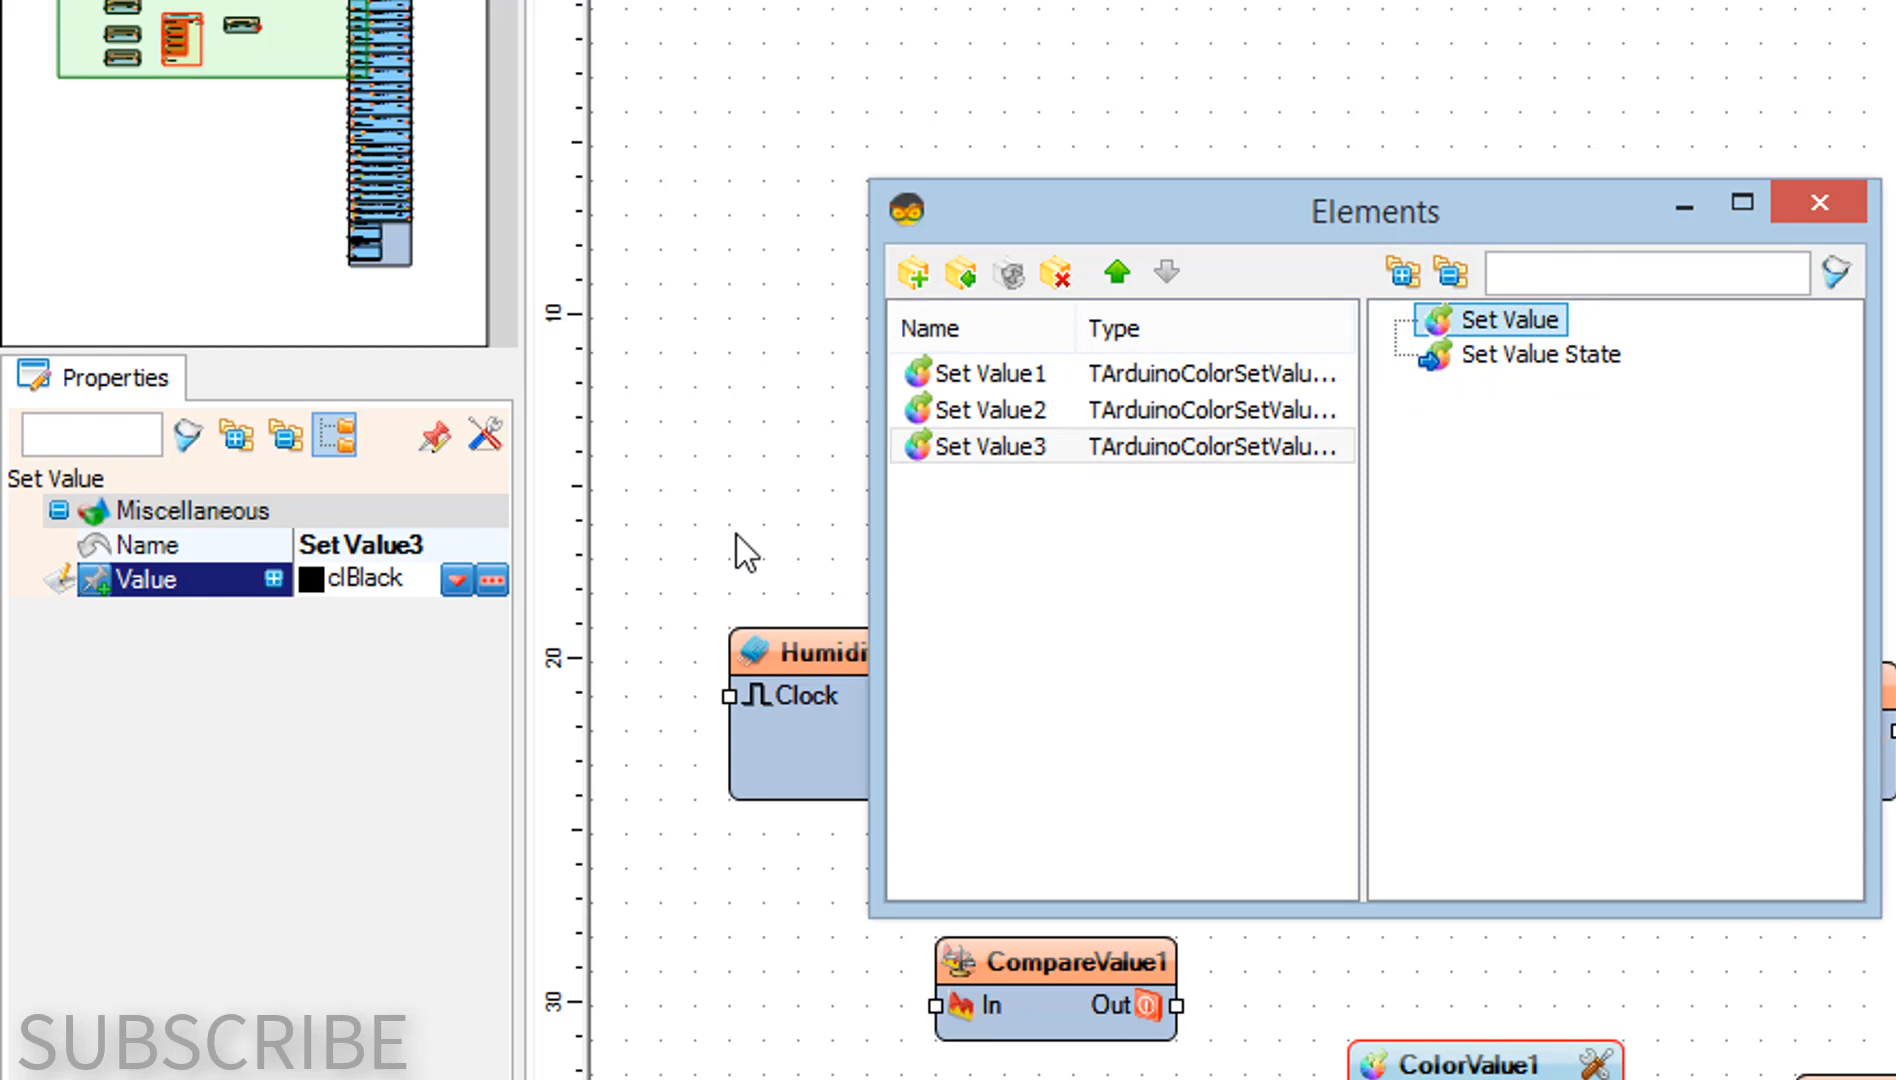 Elements
Name Type
Set Value1 TArduinoColorSetValu...
Set Value2 TArduinoColorSetValu...
Set Value3 TArduinoColorSetValu...
Set Value
Set Value State
Properties
Set Value
Miscellaneous
Name Set Value3
Value clBlack
10
20
30
Humidi
Clock
CompareValue1
In Out
ColorValue1
SUBSCRIBE